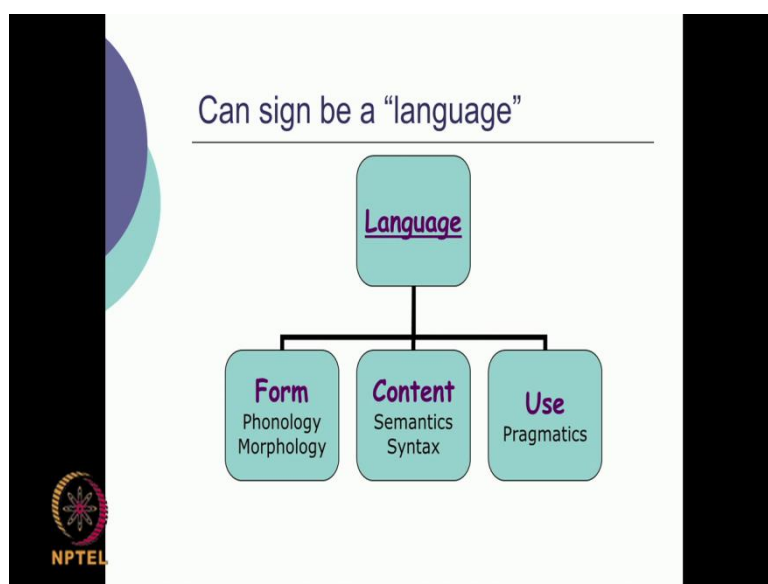 Can sign be a “language”
Language
Form
Phonology
Morphology
Content
Semantics
Syntax
Use
Pragmatics
NPTEL